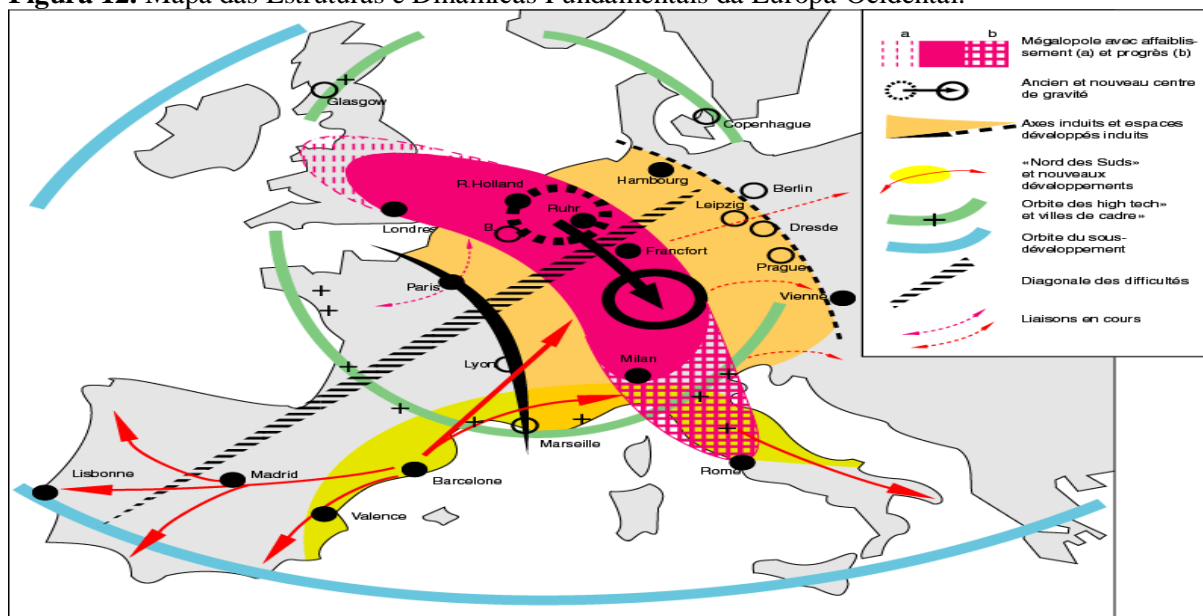 Figura 12. Mapa das Estruturas e Dinâmicas Fundamentais da Europa Ocidental.
a
b
Mégalopole avec affaiblis-
sement (a) et progrès (b)
Ancien et nouveau centre
de gravité
Axes induits et espaces
développés induits
«Nord des Suds»
et nouveaux
développements
Orbite des high tech»
et villes de cadre»
Orbite du sous-
développement
Diagonale des difficultés
Liaisons en cours
Glasgow
Copenhague
Hambourg
Berlin
R.Holland
Leipzig
Ruhr
Londres
B.
Dresde
Francfort
Prague
Paris
Vienne
Lyon
Milan
Marseille
Lisbonne
Madrid
Barcelone
Rome
Valence